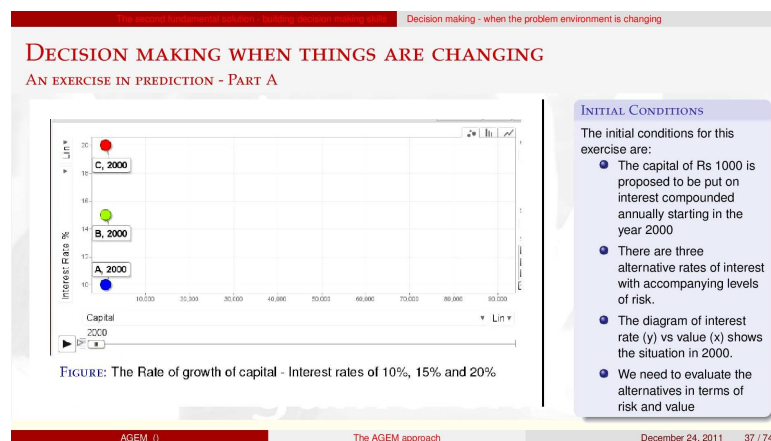 The second fundamental solution - building decision making skills
Decision making - when the problem environment is changing
Decision making when things are changing
An exercise in prediction - Part A
Lin
20
C, 2000
18
16
B, 2000
14
12
A, 2000
10
Interest Rate %
10,000 20,000 30,000 40,000 50,000 60,000 70,000 80,000 90,000
Capital
Lin
2000
Figure: The Rate of growth of capital - Interest rates of 10%, 15% and 20%
Initial Conditions
The initial conditions for this
exercise are:
The capital of Rs 1000 is
proposed to be put on
interest compounded
annually starting in the
year 2000
There are three
alternative rates of interest
with accompanying levels
of risk.
The diagram of interest
rate (y) vs value (x) shows
the situation in 2000.
We need to evaluate the
alternatives in terms of
risk and value
AGEM ()
The AGEM approach
December 24, 2011
37 / 74